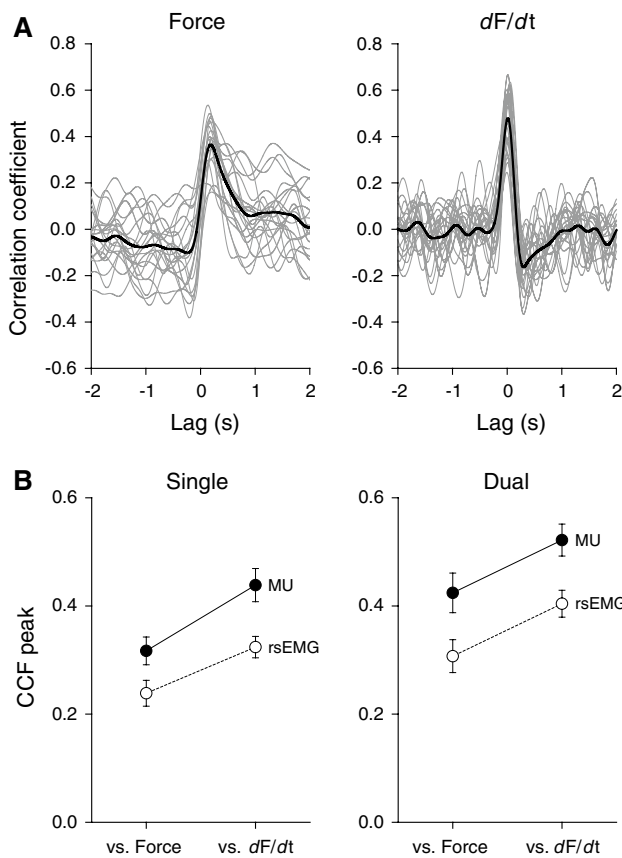 A
Force
dF/dt
Correlation coefficient
0.8
0.6
0.4
0.2
0.0
-0.2
-0.4
-0.6
-2 -1 0 1 2
Lag (s)
0.8
0.6
0.4
0.2
0.0
-0.2
-0.4
-0.6
-2 -1 0 1 2
Lag (s)
B
Single
Dual
CCF peak
0.6
0.4
0.2
0.0
MU
rsEMG
vs. Force vs. dF/dt
0.6
0.4
0.2
0.0
MU
rsEMG
vs. Force vs. dF/dt